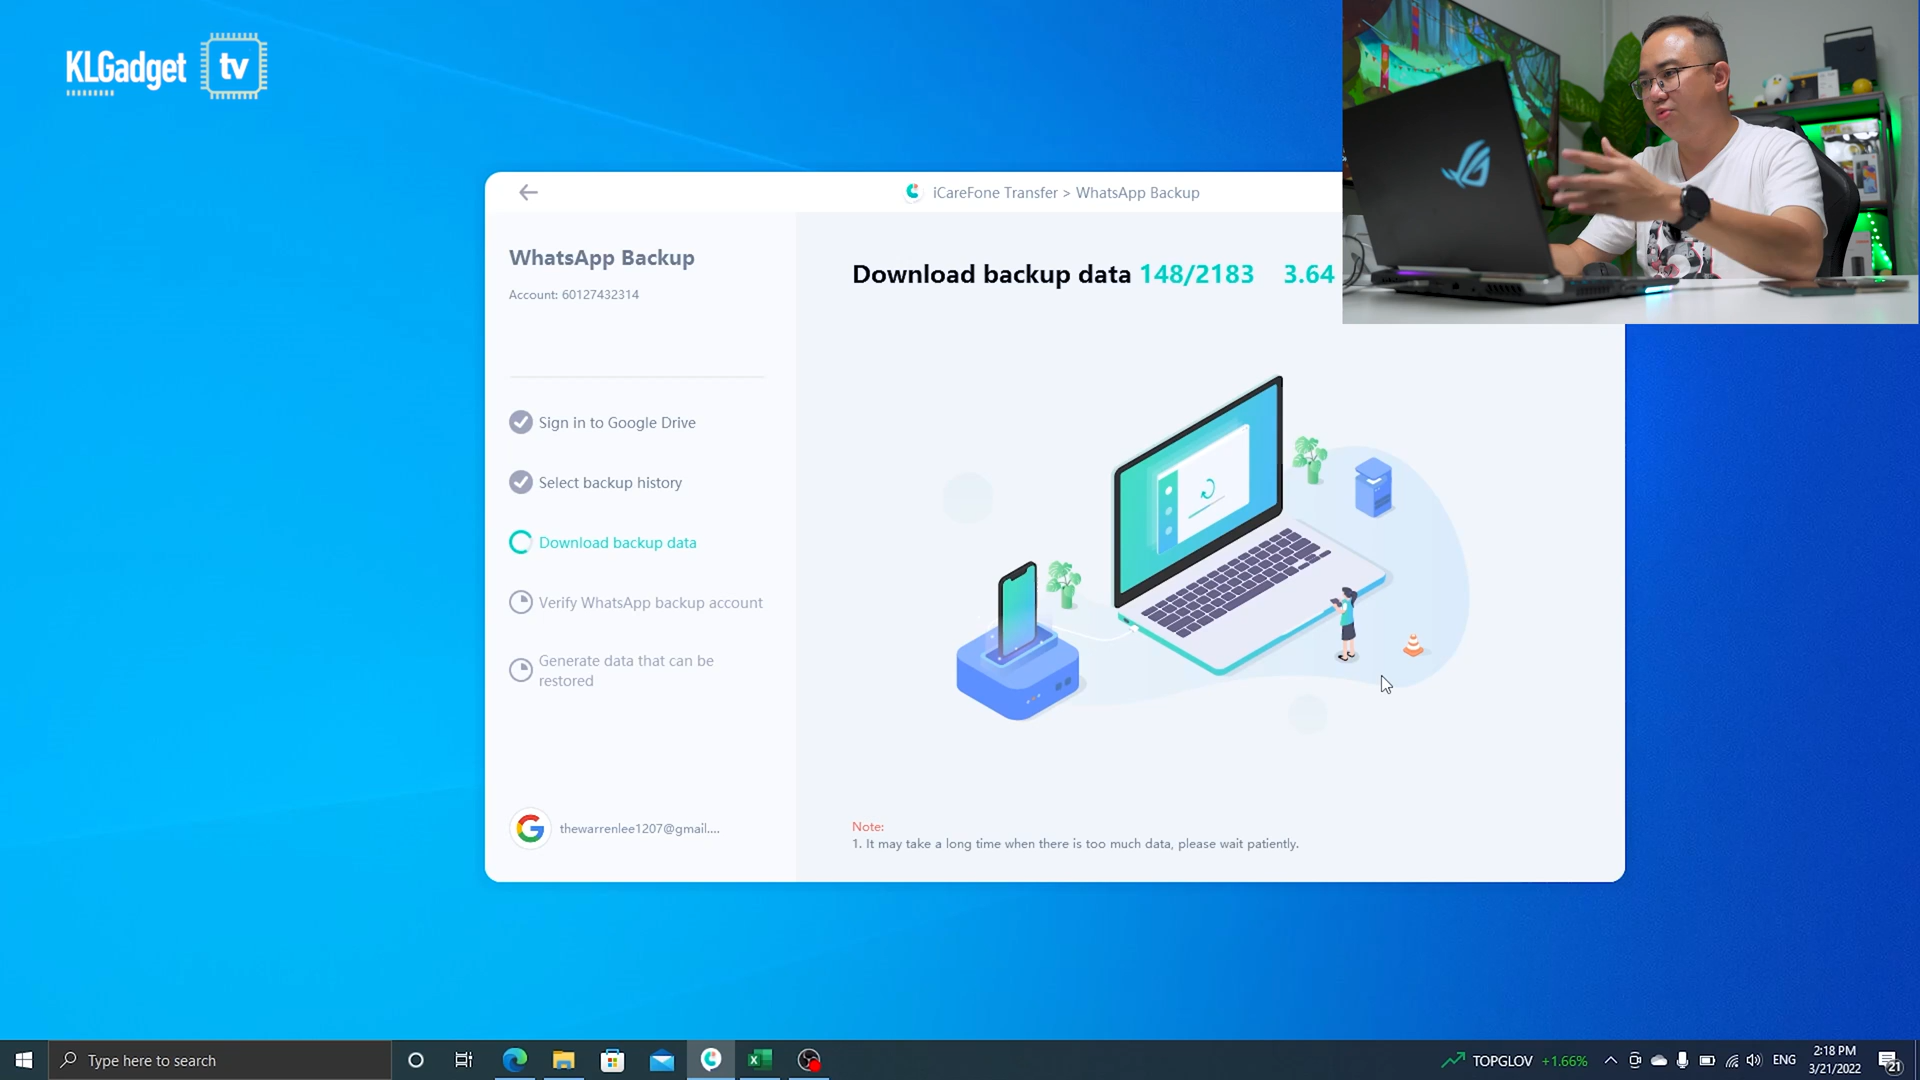 KLGadget tv
iCareFone Transfer > WhatsApp Backup
WhatsApp Backup
Account: 60127432314
Download backup data 148/2183 3.64
Sign in to Google Drive
Select backup history
Download backup data
Verify WhatsApp backup account
Generate data that can be
restored
thewarrenlee1207@gmail....
Note:
1. It may take a long time when there is too much data, please wait patiently.
Type here to search
TOPGLOV +1.66%
ENG
2:18 PM
3/21/2022
21